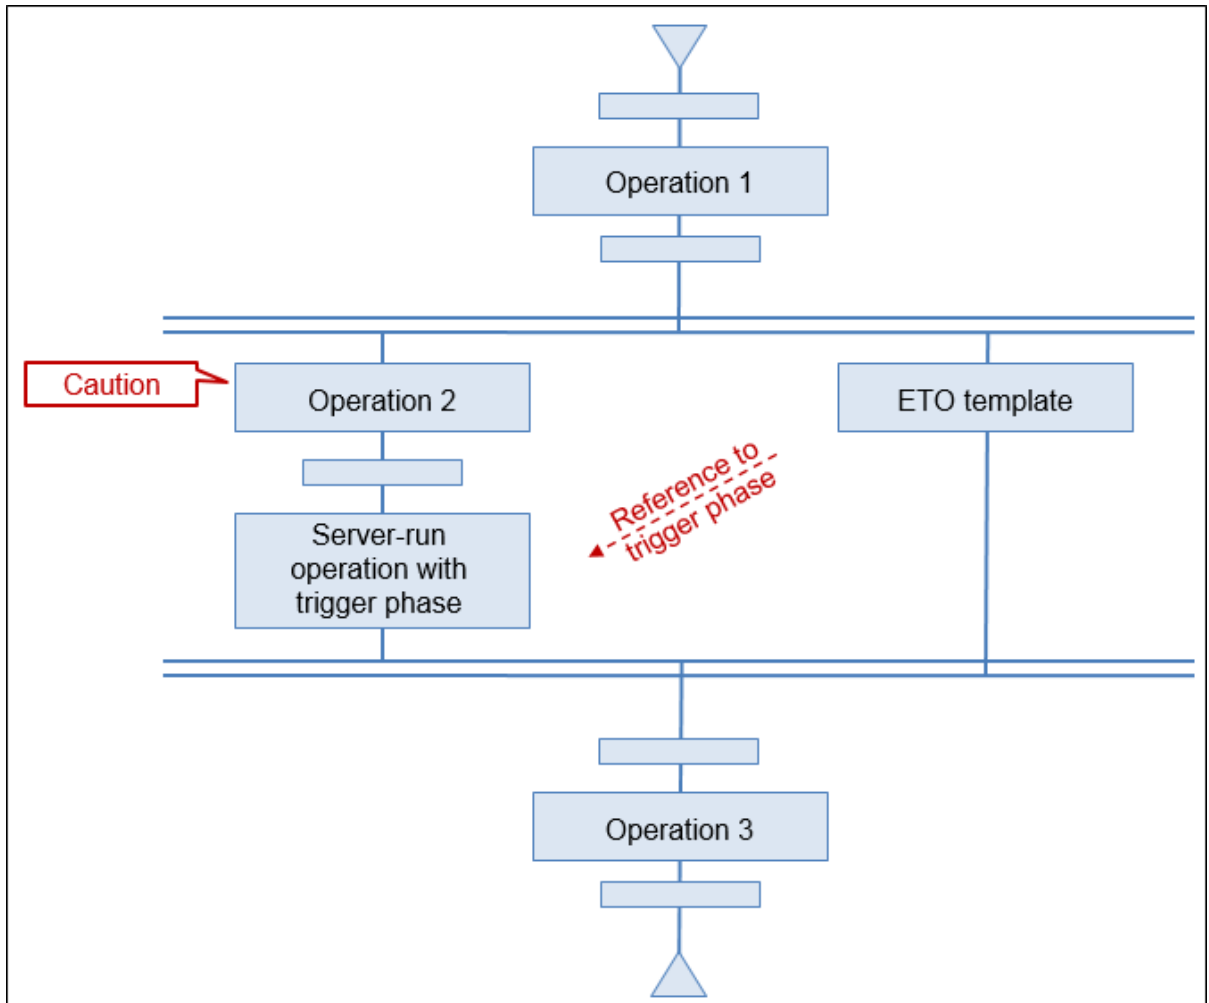 Operation 1
Caution
Operation 2
ETO template
Reference to
trigger phase
Server-run
operation with
trigger phase
Operation 3